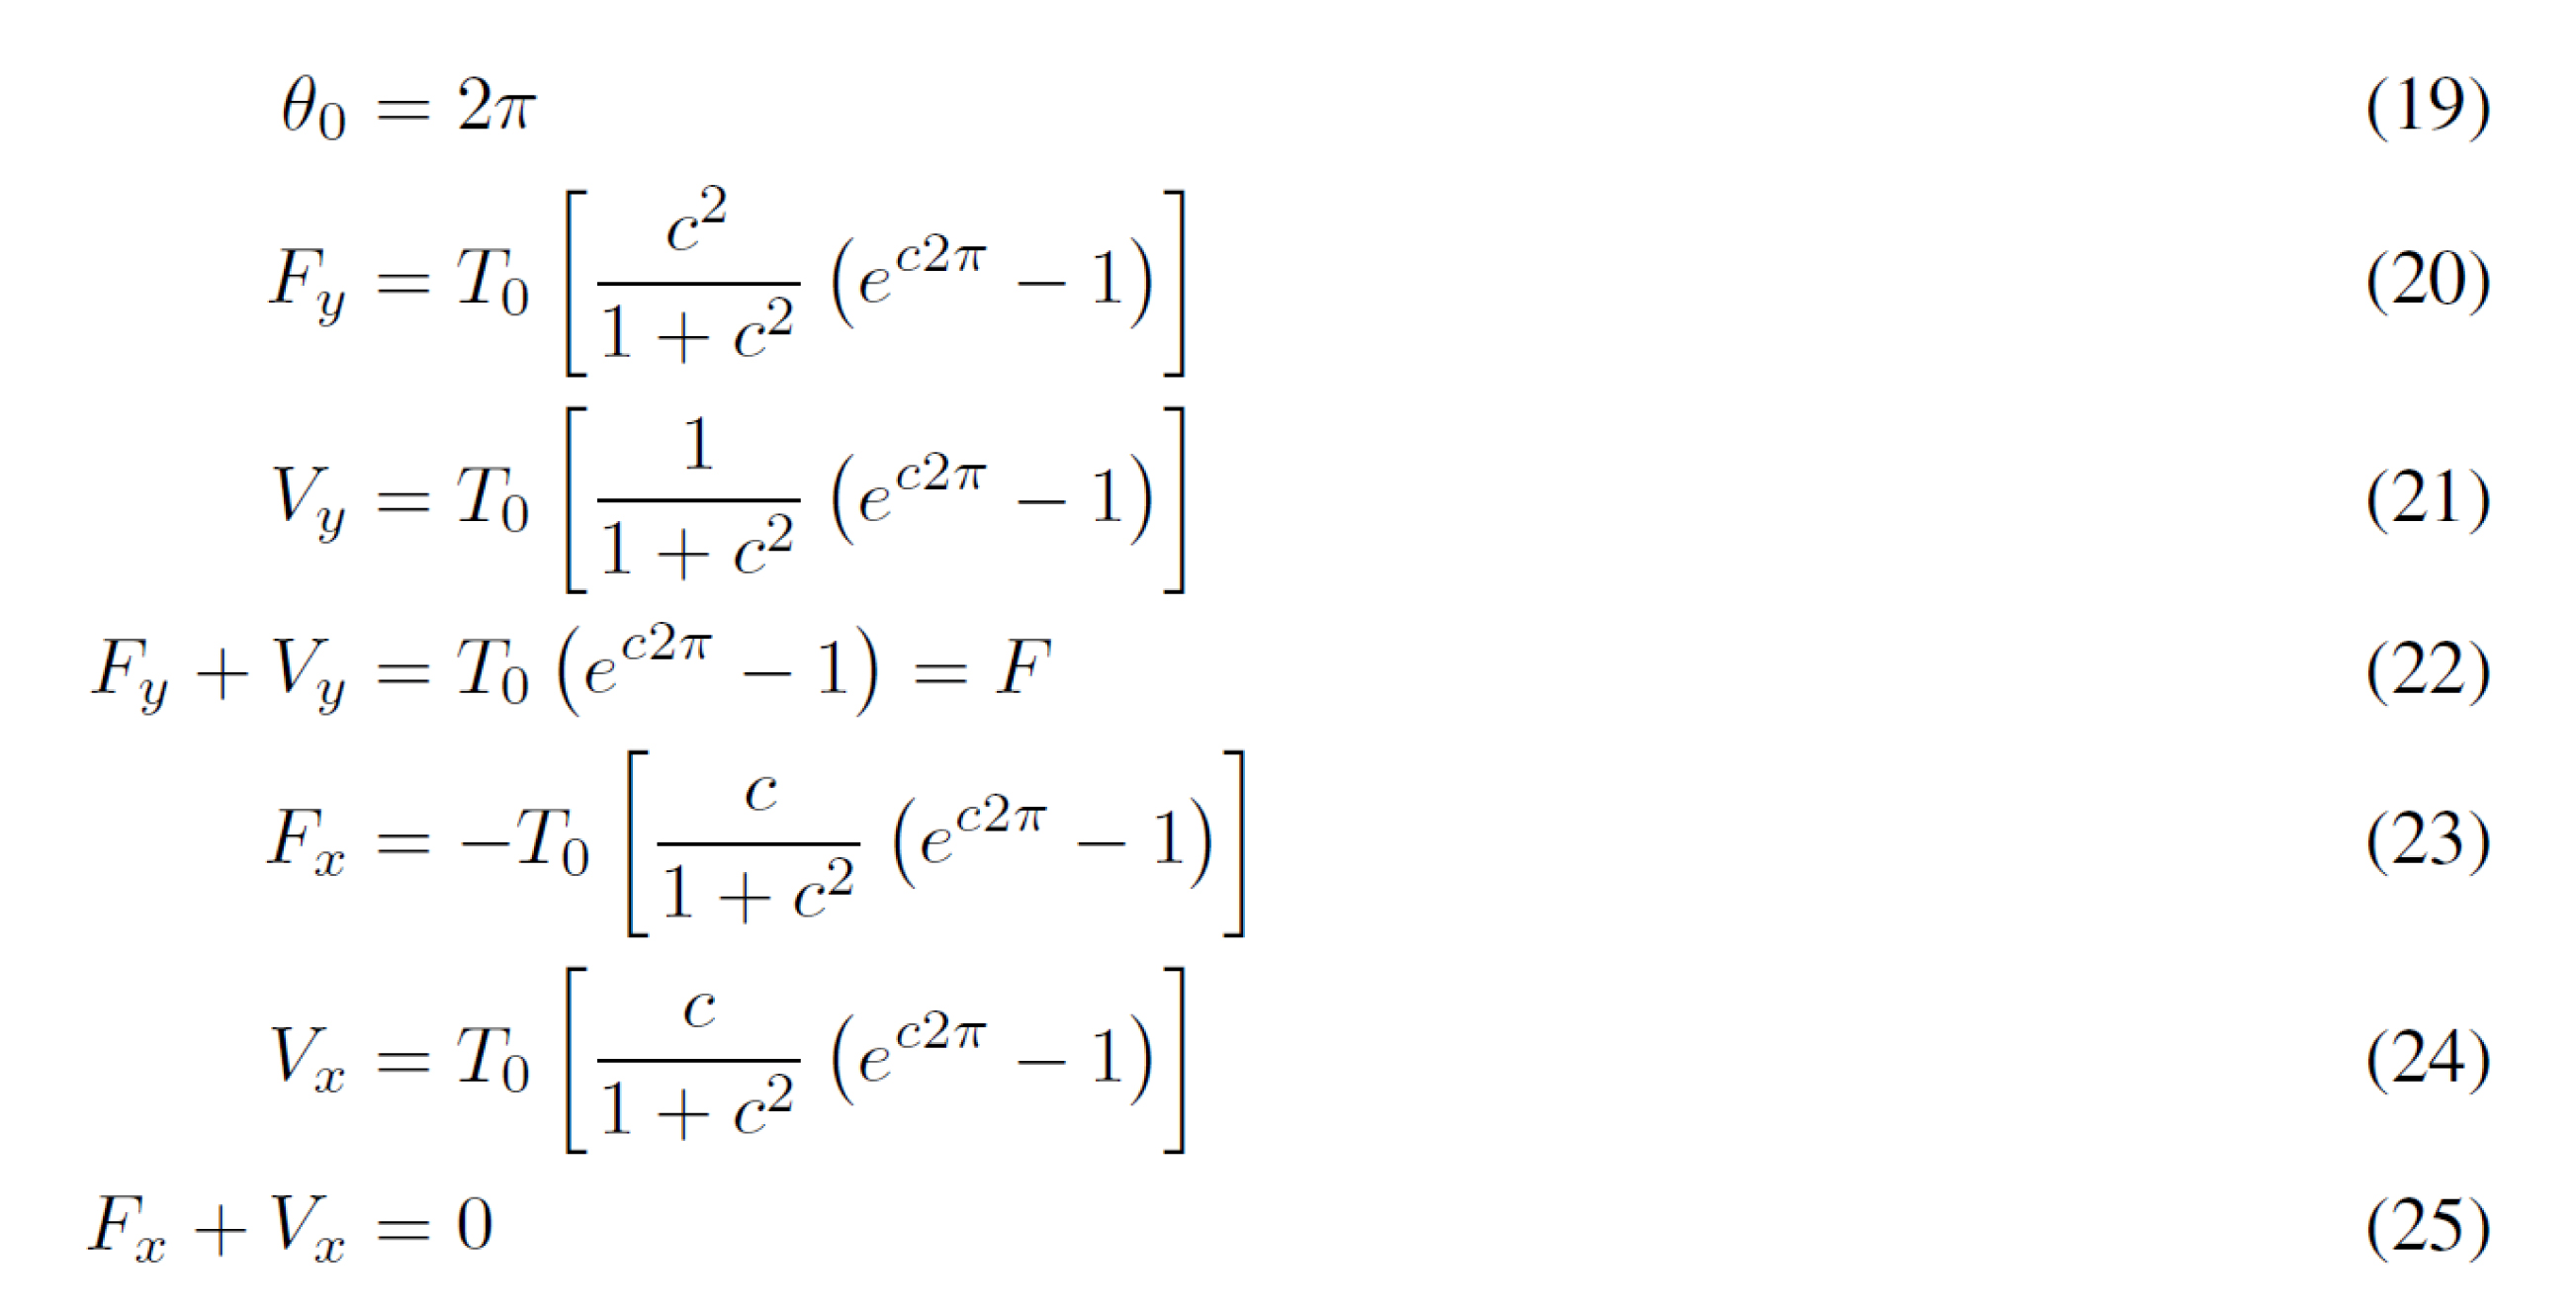 θ₀ = 2π (19)
F_y = T₀ [ c² / (1 + c²) (e^{c2π} − 1) ] (20)
V_y = T₀ [ 1 / (1 + c²) (e^{c2π} − 1) ] (21)
F_y + V_y = T₀ (e^{c2π} − 1) = F (22)
F_x = −T₀ [ c / (1 + c²) (e^{c2π} − 1) ] (23)
V_x = T₀ [ c / (1 + c²) (e^{c2π} − 1) ] (24)
F_x + V_x = 0 (25)